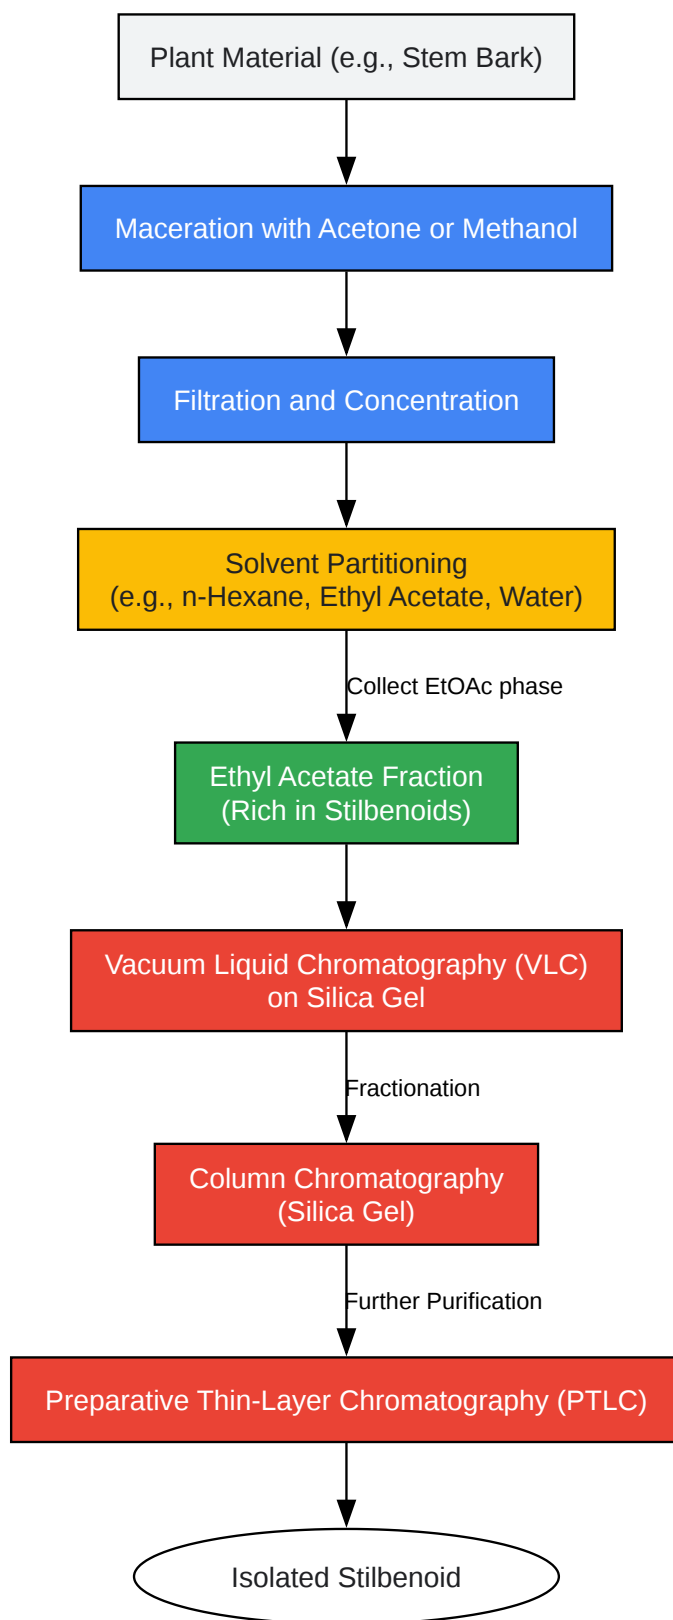 Plant Material (e.g., Stem Bark)
Maceration with Acetone or Methanol
Filtration and Concentration
Solvent Partitioning
(e.g., n-Hexane, Ethyl Acetate, Water)
Collect EtOAc phase
Ethyl Acetate Fraction
(Rich in Stilbenoids)
Vacuum Liquid Chromatography (VLC)
on Silica Gel
Fractionation
Column Chromatography
(Silica Gel)
Further Purification
Preparative Thin-Layer Chromatography (PTLC)
Isolated Stilbenoid